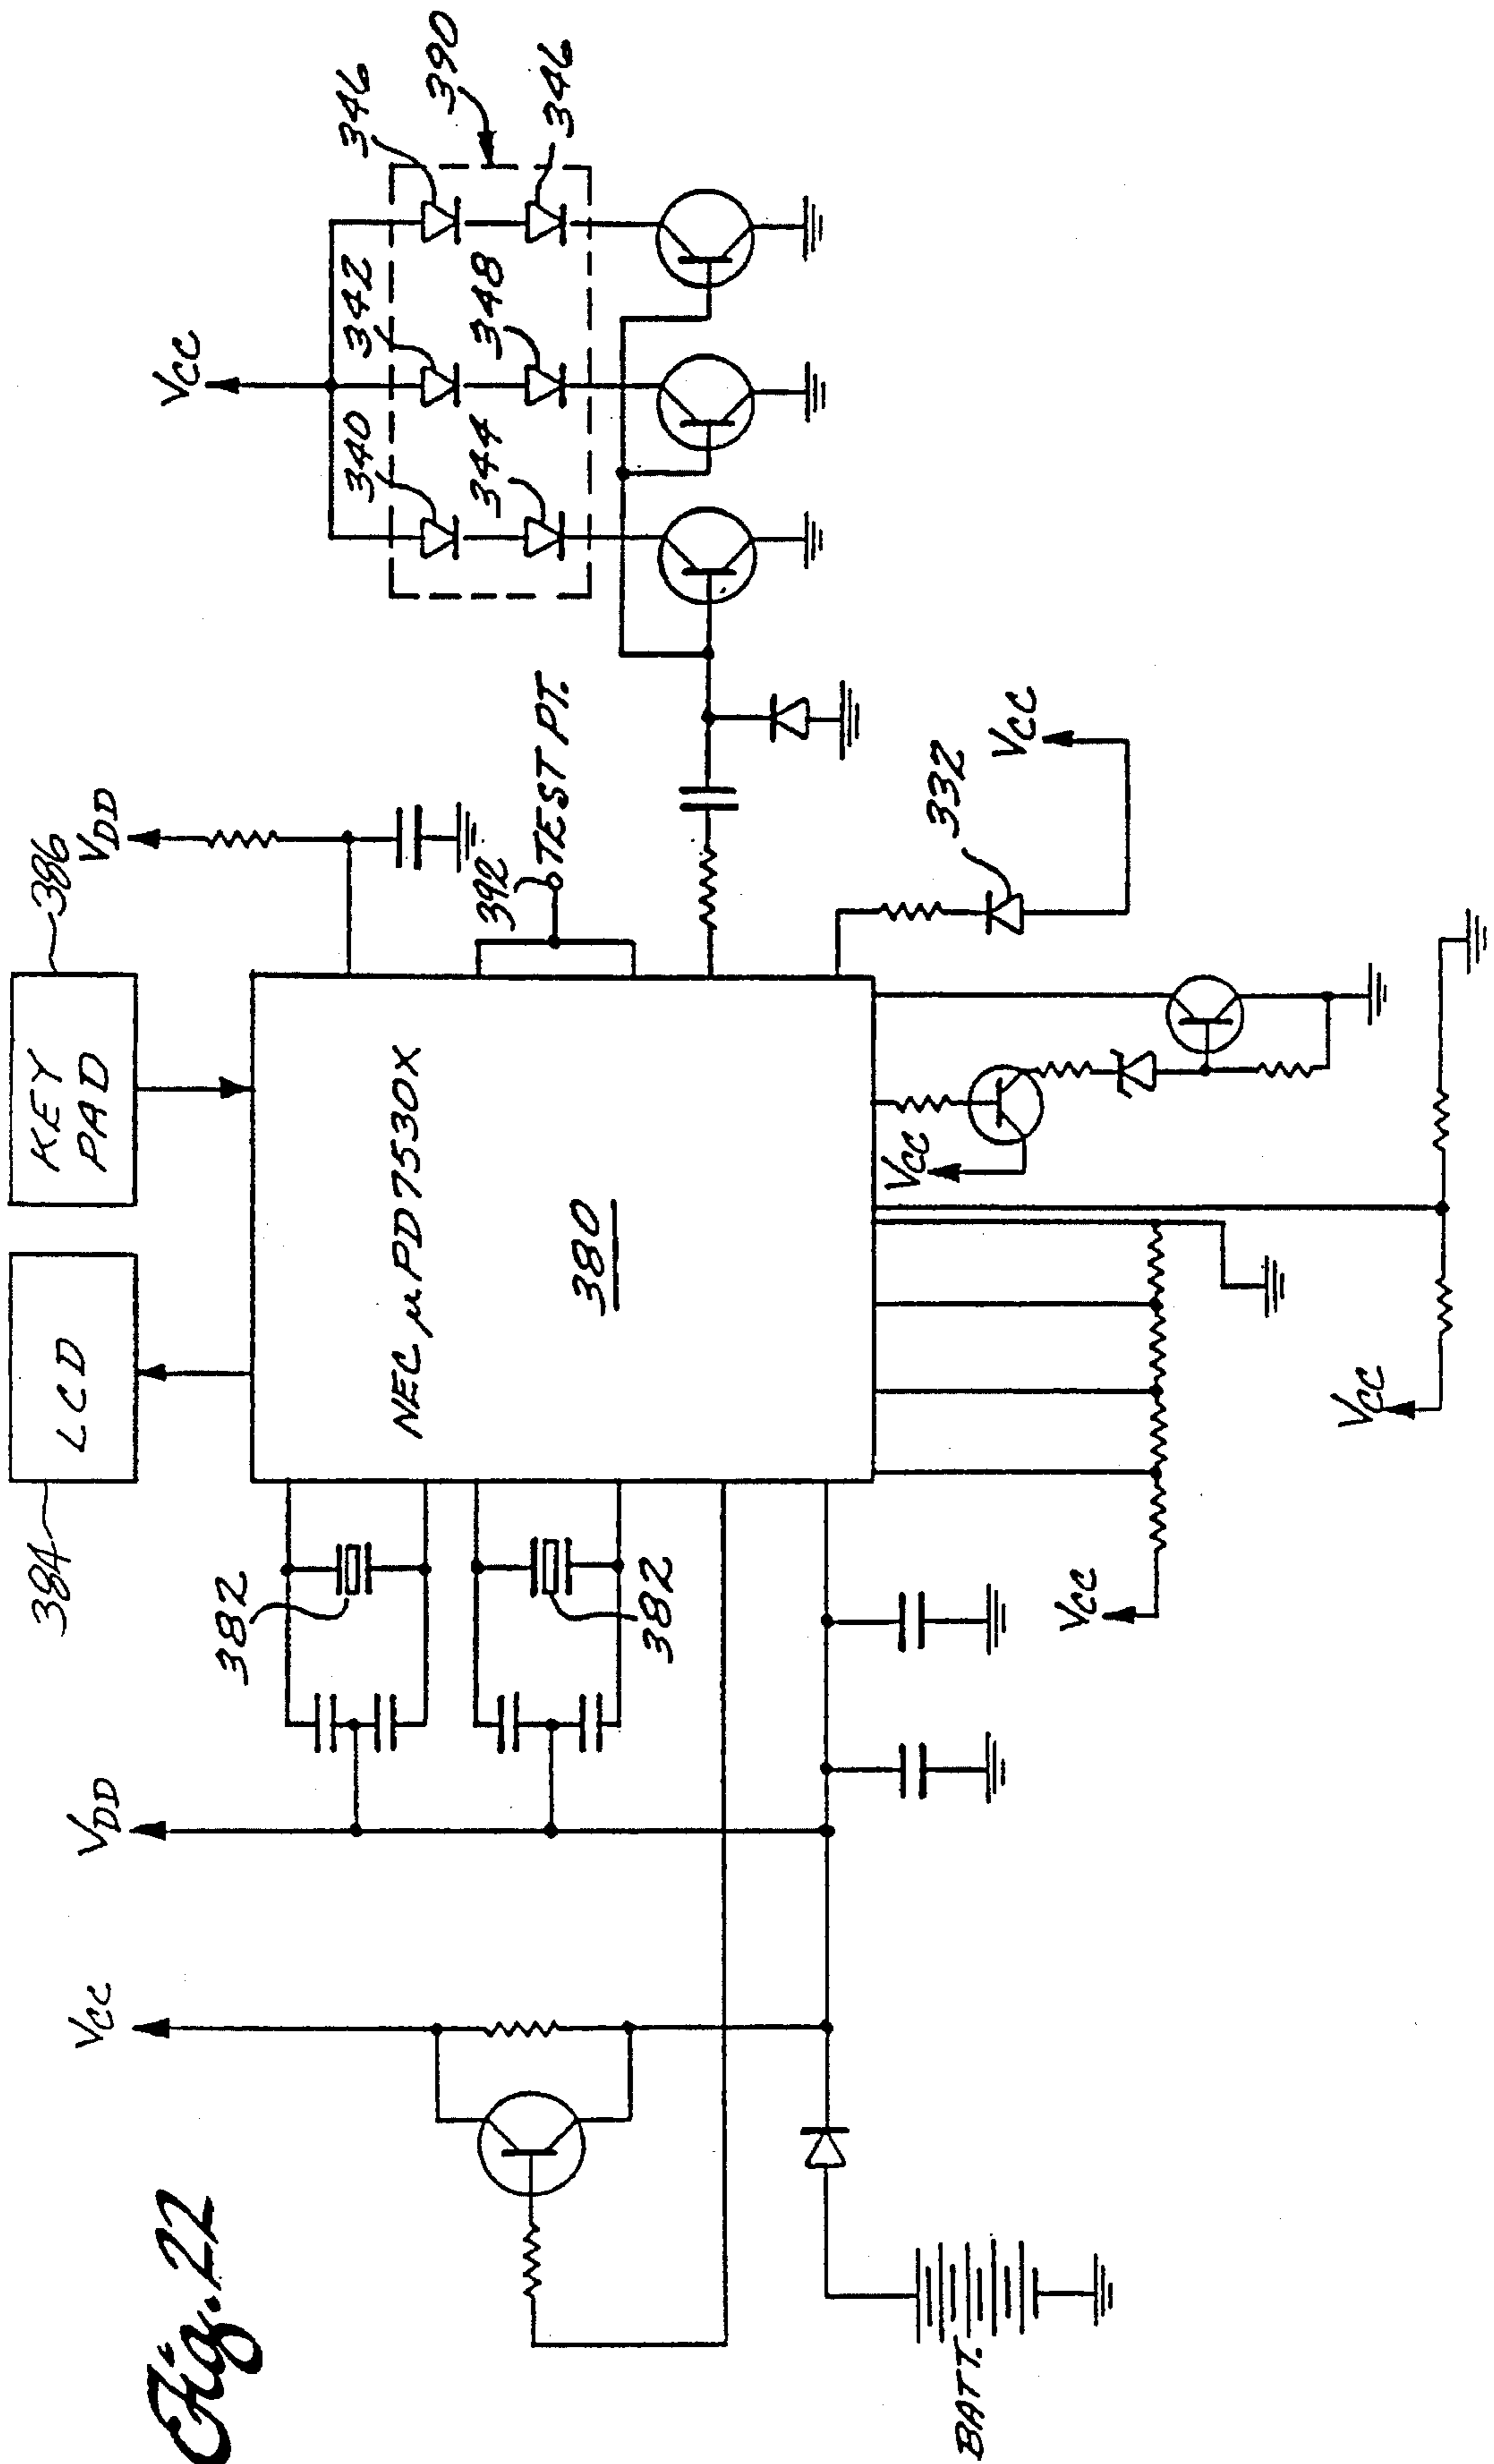 Fig. 22
BATT.
VCC
VDD
384
LCD
KEY
PAD
386
VDD
382
382
NEC μPD7530X
380
392
TEST PT.
VCC
340
342
346
344
348
346
390
332
VCC
VCC
VCC
VCC